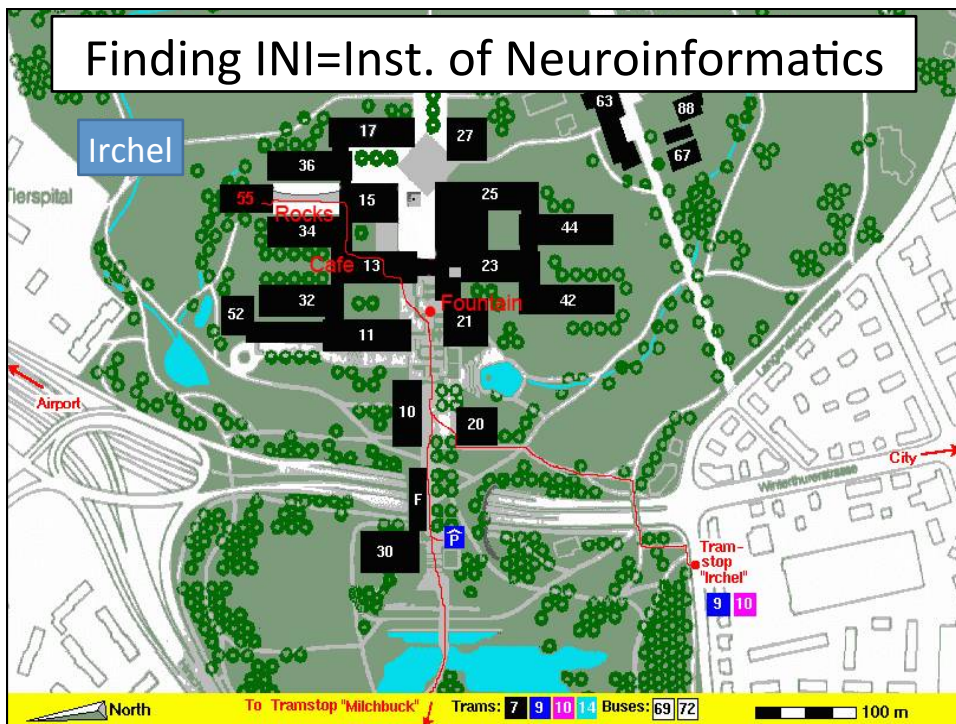 Finding INI=Inst. of Neuroinformatics
Irchel
Tierspital
63
88
17
27
67
36
55
15
25
Rocks
34
44
Cafe
13
23
32
42
Fountain
52
21
11
Airport
10
20
City
Winterthurerstrasse
F
P
30
Tram-
stop
"Irchel"
9 10
North
To Tramstop "Milchbuck"
Trams: 7 9 10 14 Buses: 69 72
100 m